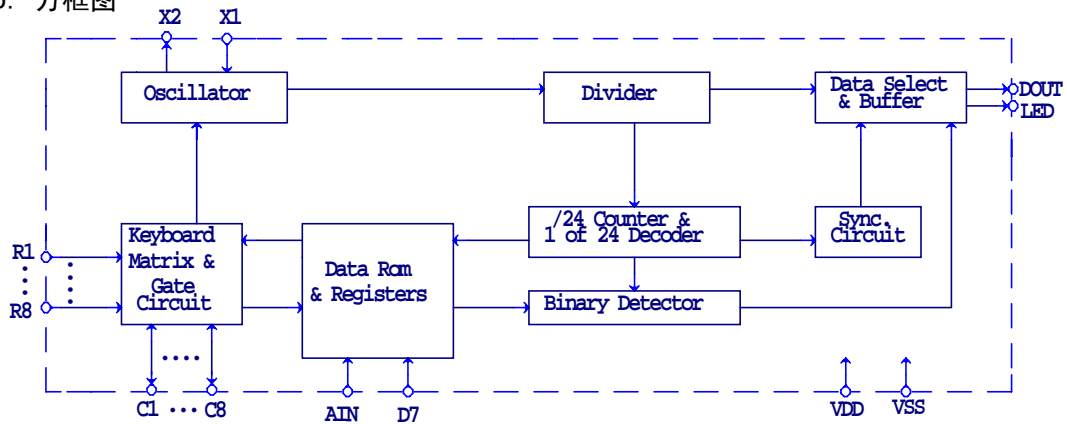 方框图
X2 X1
Oscillator
Divider
Data Select
& Buffer
DOUT
LED
Keyboard
Matrix &
Gate
Circuit
/24 Counter &
1 of 24 Decoder
Sync.
Circuit
R1
R8
Data Rom
& Registers
Binary Detector
C1 ··· C8
AIN
D7
VDD
VSS